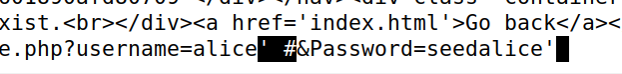 xist.<br></div><a href='index.html'>Go back</a><
e.php?username=alice' #&Password=seedalice'